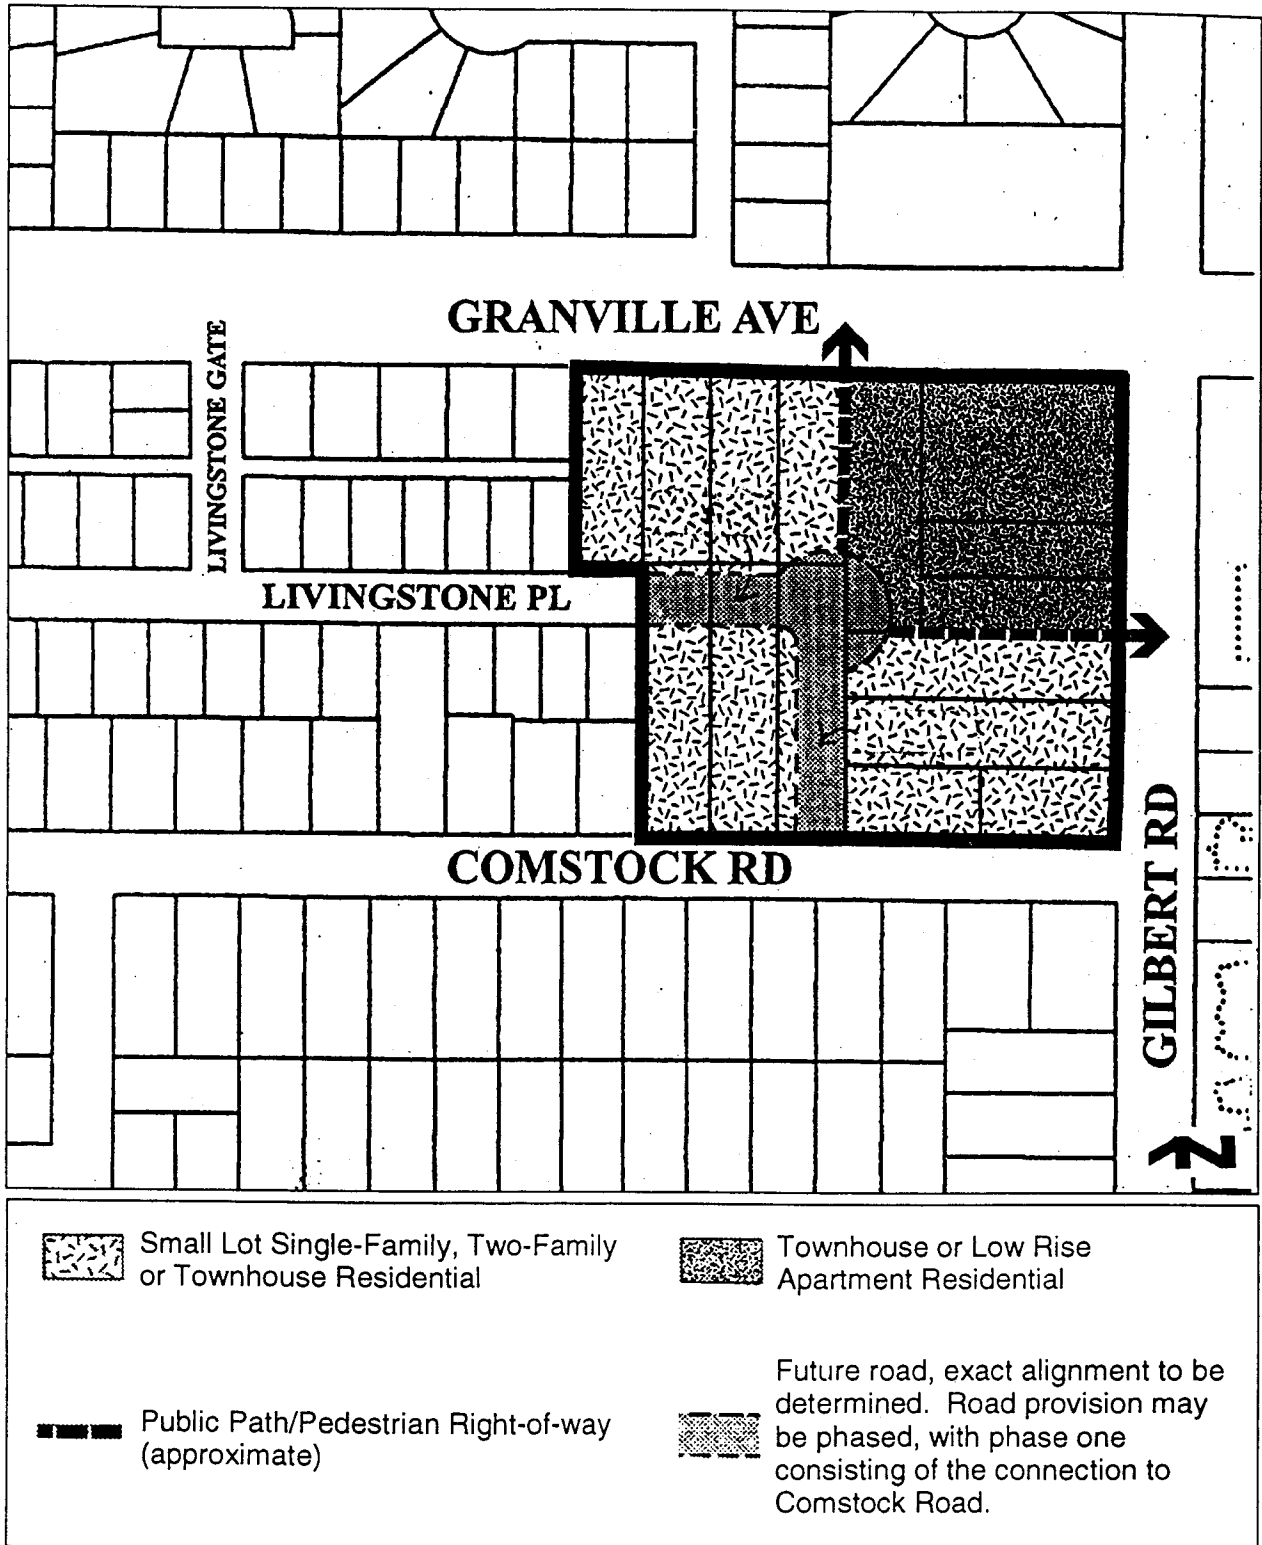 GRANVILLE AVE
LIVINGSTONE GATE
LIVINGSTONE PL
COMSTOCK RD
GILBERT RD
Z
Small Lot Single-Family, Two-Family
or Townhouse Residential
Townhouse or Low Rise
Apartment Residential
Public Path/Pedestrian Right-of-way
(approximate)
Future road, exact alignment to be
determined. Road provision may
be phased, with phase one
consisting of the connection to
Comstock Road.